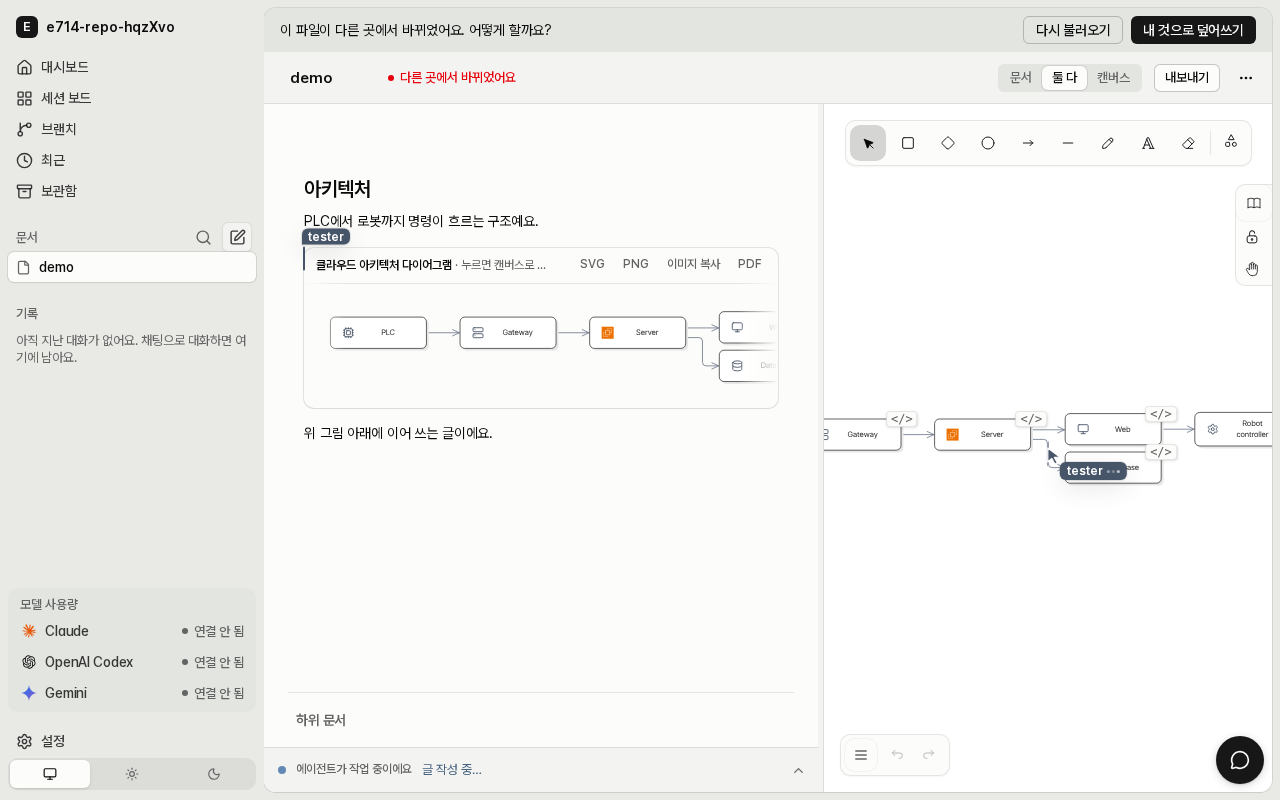 E e714-repo-hqzXvo
대시보드
세션 보드
브랜치
최근
보관함
문서
demo
기록
아직 지난 대화가 없어요. 채팅으로 대화하면 여
기에 남아요.
모델 사용량
Claude 연결 안 됨
OpenAI Codex 연결 안 됨
Gemini 연결 안 됨
설정
이 파일이 다른 곳에서 바뀌었어요. 어떻게 할까요? 다시 불러오기 내 것으로 덮어쓰기
demo 다른 곳에서 바뀌었어요 문서 둘 다 캔버스 내보내기
아키텍처
PLC에서 로봇까지 명령이 흐르는 구조예요.
tester
클라우드 아키텍처 다이어그램 · 누르면 캔버스로 ... SVG PNG 이미지 복사 PDF
PLC Gateway Server
위 그림 아래에 이어 쓰는 글이에요.
하위 문서
에이전트가 작업 중이에요 글 작성 중...
A
</> </> </>
Gateway Server Web Robot
controller
</>
tester